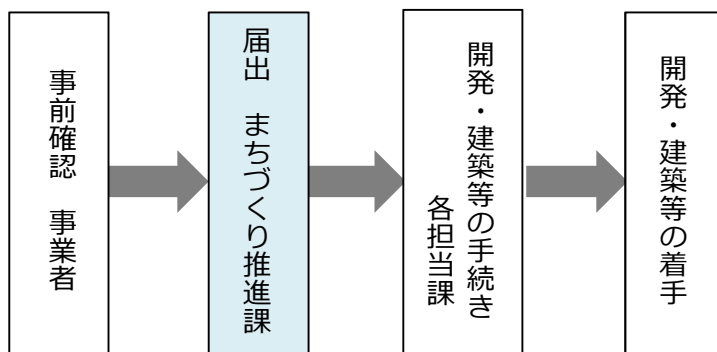 事前確認　事業者
届出　まちづくり推進課
開発・建築等の手続き
各担当課
開発・建築等の着手